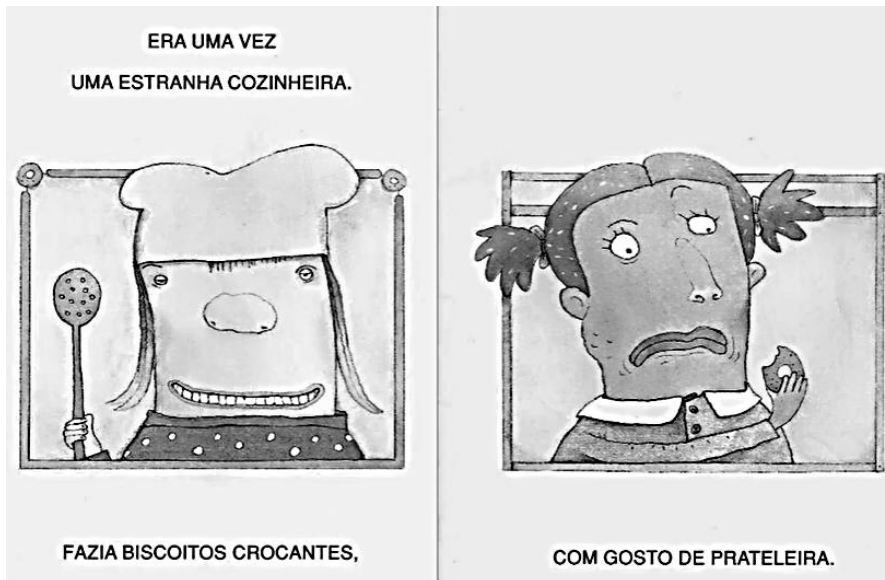 ERA UMA VEZ
UMA ESTRANHA COZINHEIRA.
FAZIA BISCOITOS CROCANTES,
COM GOSTO DE PRATELEIRA.